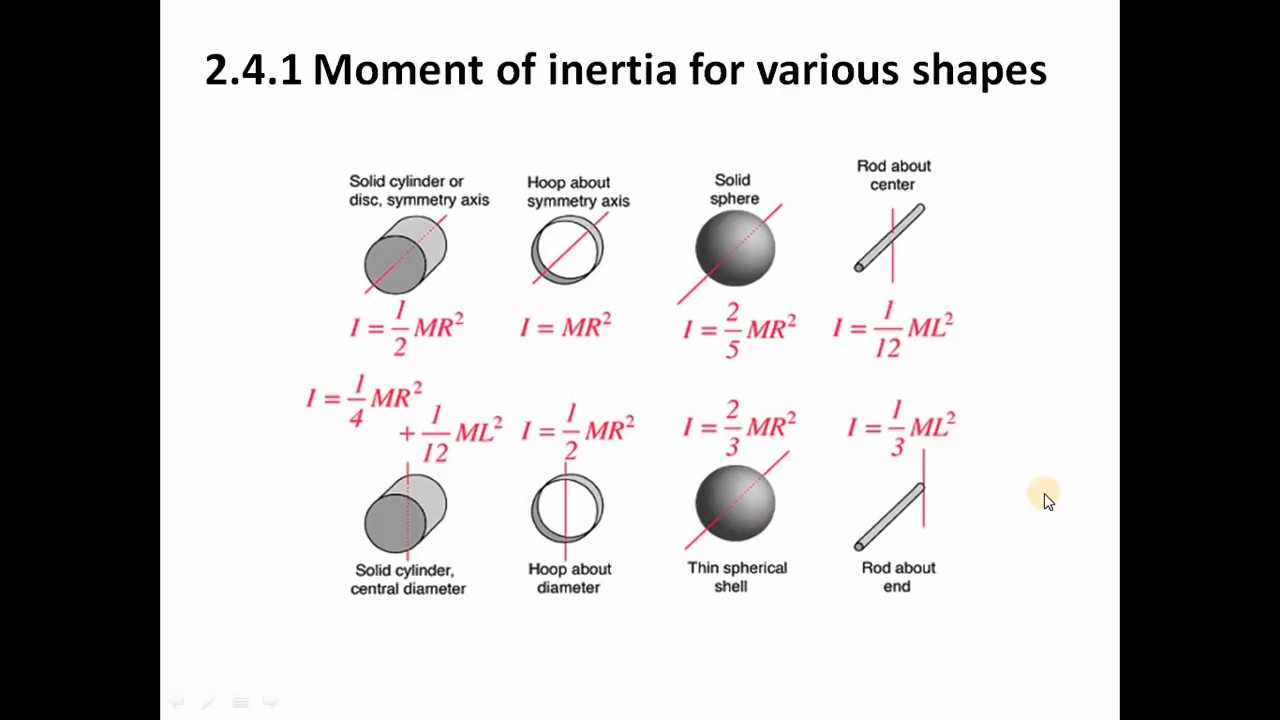 2.4.1 Moment of inertia for various shapes
Solid cylinder or
disc, symmetry axis
Hoop about
symmetry axis
Solid
sphere
Rod about
center
I = 1/2 MR²
I = MR²
I = 2/5 MR²
I = 1/12 ML²
I = 1/4 MR²
+ 1/12 ML²
I = 1/2 MR²
I = 2/3 MR²
I = 1/3 ML²
Solid cylinder,
central diameter
Hoop about
diameter
Thin spherical
shell
Rod about
end